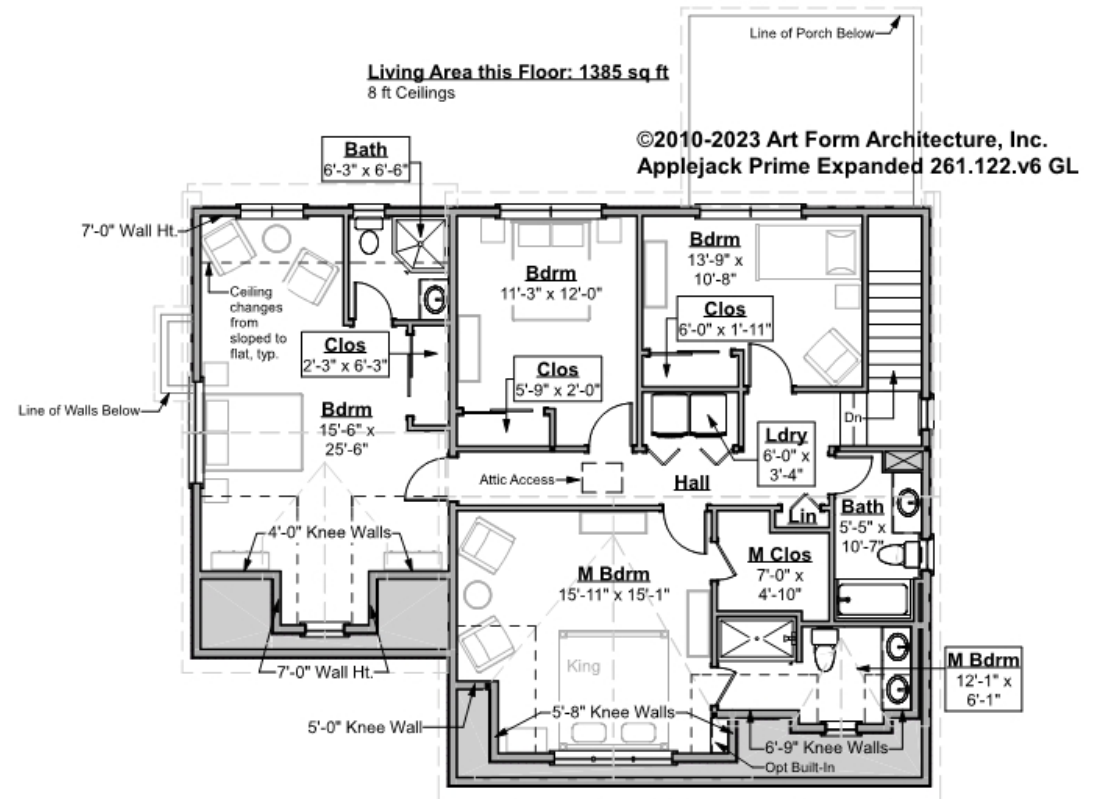 Line of Porch Below
Living Area this Floor: 1385 sq ft
8 ft Ceilings
©2010-2023 Art Form Architecture, Inc.
Applejack Prime Expanded 261.122.v6 GL
Bath
6'-3" x 6'-6"
7'-0" Wall Ht.
Bdrm
13'-9" x
10'-8"
Bdrm
11'-3" x 12'-0"
Ceiling
changes
from
sloped to
flat, typ.
Clos
6'-0" x 1'-11"
Clos
2'-3" x 6'-3"
Clos
5'-9" x 2'-0"
Line of Walls Below
Bdrm
15'-6" x
25'-6"
Dn
Ldry
6'-0" x
3'-4"
Attic Access
Hall
Lin
Bath
5'-5" x
10'-7"
4'-0" Knee Walls
M Bdrm
15'-11" x 15'-1"
M Clos
7'-0" x
4'-10"
King
7'-0" Wall Ht.
M Bdrm
12'-1" x
6'-1"
5'-0" Knee Wall
5'-8" Knee Walls
6'-9" Knee Walls
Opt Built-In